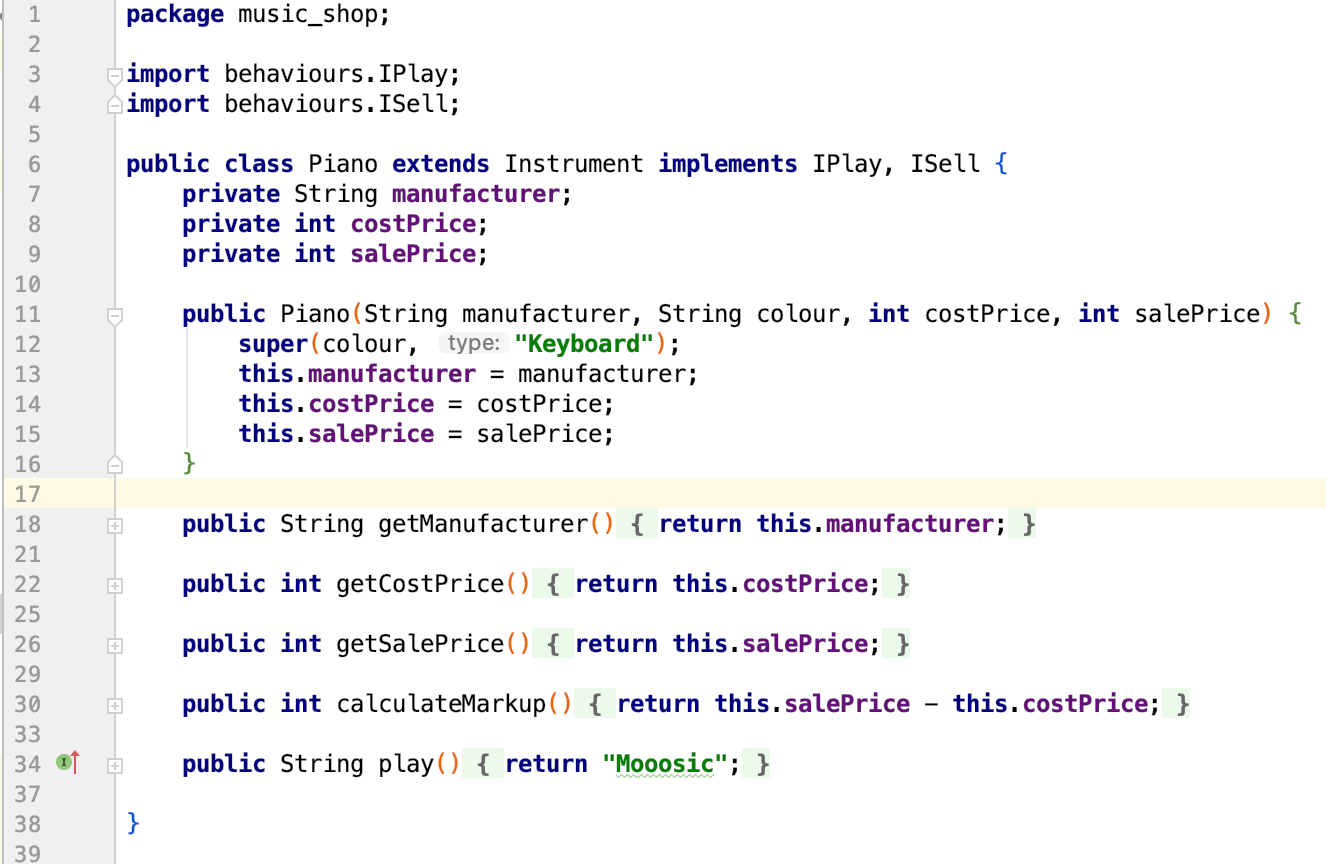 1 package music_shop;
2
3 import behaviours.IPlay;
4 import behaviours.ISell;
5
6 public class Piano extends Instrument implements IPlay, ISell {
7     private String manufacturer;
8     private int costPrice;
9     private int salePrice;
10
11     public Piano(String manufacturer, String colour, int costPrice, int salePrice) {
12         super(colour, type: "Keyboard");
13         this.manufacturer = manufacturer;
14         this.costPrice = costPrice;
15         this.salePrice = salePrice;
16     }
17
18     public String getManufacturer() { return this.manufacturer; }
21
22     public int getCostPrice() { return this.costPrice; }
25
26     public int getSalePrice() { return this.salePrice; }
29
30     public int calculateMarkup() { return this.salePrice - this.costPrice; }
33
34 I     public String play() { return "Mooosic"; }
37
38 }
39